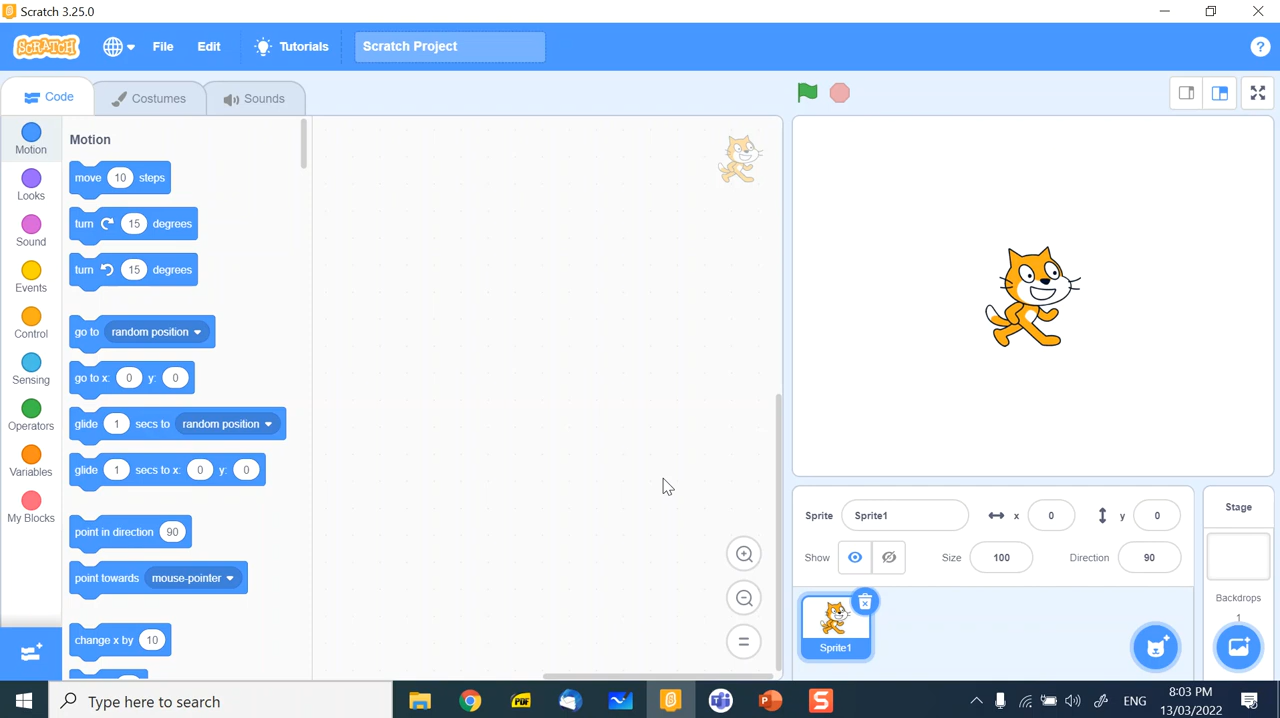 Scratch 3.25.0
SCRATCH File Edit Tutorials Scratch Project ?
Code Costumes Sounds
Motion
Looks
Sound
Events
Control
Sensing
Operators
Variables
My Blocks
Motion
move 10 steps
turn 15 degrees
turn 15 degrees
go to random position
go to x: 0 y: 0
glide 1 secs to random position
glide 1 secs to x: 0 y: 0
point in direction 90
point towards mouse-pointer
change x by 10
Sprite Sprite1 x 0 y 0
Show Size 100 Direction 90
Sprite1
Stage
Backdrops
1
Type here to search
PDF
ENG
8:03 PM
13/03/2022